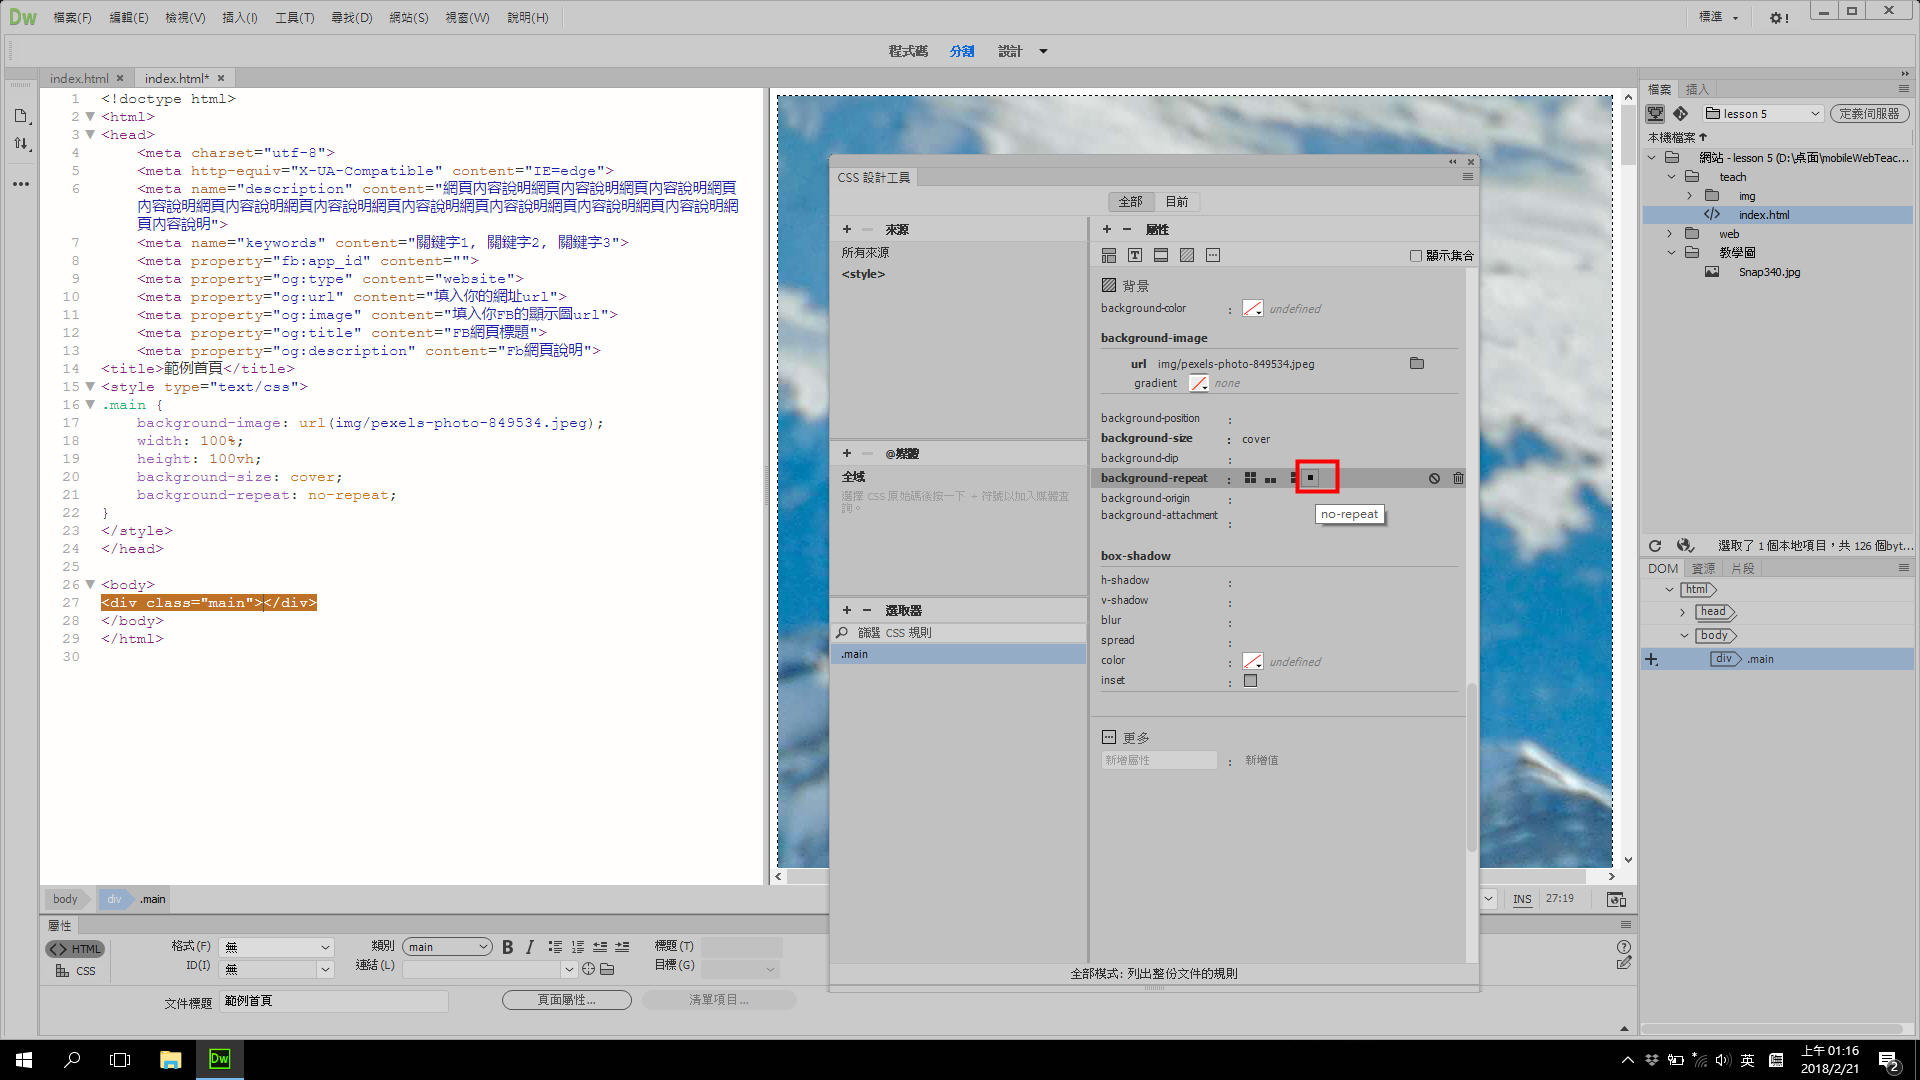 Dw 檔案(F) 編輯(E) 檢視(V) 插入(I) 工具(T) 尋找(D) 網站(S) 視窗(W) 說明(H) 標準
程式碼 分割 設計
index.html × index.html* ×
1 <!doctype html>
2 <html>
3 <head>
4 <meta charset="utf-8">
5 <meta http-equiv="X-UA-Compatible" content="IE=edge">
6 <meta name="description" content="網頁內容說明網頁內容說明網頁內容說明網頁
內容說明網頁內容說明網頁內容說明網頁內容說明網頁內容說明網頁內容說明網頁內容說明網
頁內容說明">
7 <meta name="keywords" content="關鍵字1, 關鍵字2, 關鍵字3">
8 <meta property="fb:app_id" content="">
9 <meta property="og:type" content="website">
10 <meta property="og:url" content="填入你的網址url">
11 <meta property="og:image" content="填入你FB的顯示圖url">
12 <meta property="og:title" content="FB網頁標題">
13 <meta property="og:description" content="Fb網頁說明">
14 <title>範例首頁</title>
15 <style type="text/css">
16 .main {
17 background-image: url(img/pexels-photo-849534.jpeg);
18 width: 100%;
19 height: 100vh;
20 background-size: cover;
21 background-repeat: no-repeat;
22 }
23 </style>
24 </head>
25
26 <body>
27 <div class="main"></div>
28 </body>
29 </html>
30
CSS 設計工具
全部 目前
+ − 來源
所有來源
<style>
+ − @媒體
全域
選擇 CSS 原始碼後按一下 + 符號以加入媒體查
詢。
+ − 選取器
篩選 CSS 規則
.main
+ − 屬性
顯示集合
背景
background-color : undefined
background-image
url img/pexels-photo-849534.jpeg
gradient none
background-position :
background-size : cover
background-clip :
background-repeat :
no-repeat
background-origin :
background-attachment :
box-shadow
h-shadow :
v-shadow :
blur :
spread :
color : undefined
inset :
更多
新增屬性 : 新增值
全部模式: 列出整份文件的規則
檔案 插入
lesson 5 定義伺服器
本機檔案
網站 - lesson 5 (D:\桌面\mobileWebTeac...
teach
img
index.html
web
教學圖
Snap340.jpg
選取了 1 個本地項目，共 126 個byt...
DOM 資源 片段
html
head
body
div .main
body div .main
INS 27:19
屬性
<> HTML
CSS
格式(F) 無 類別 main B I 標題(T)
ID(I) 無 連結(L) 目標(G)
文件標題 範例首頁 頁面屬性... 清單項目...
Dw
英
上午 01:16
2018/2/21
2